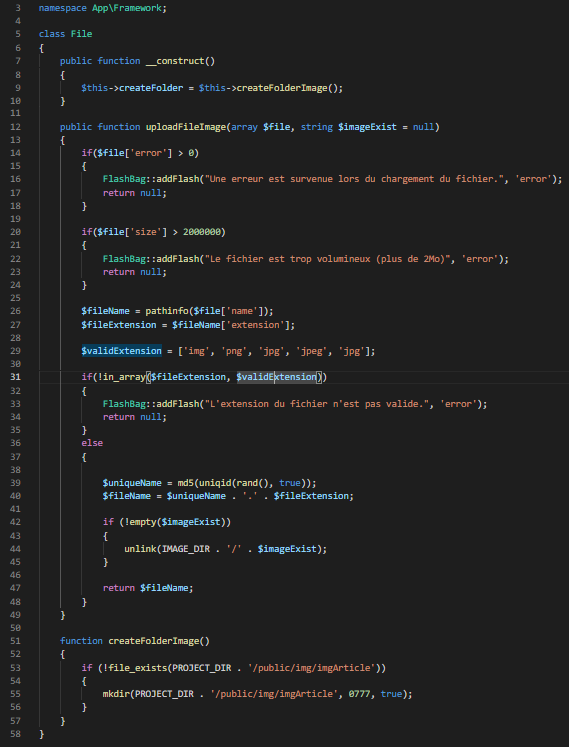 3 namespace App\Framework;
4
5 class File
6 {
7 public function __construct()
8 {
9 $this->createFolder = $this->createFolderImage();
10 }
11
12 public function uploadFileImage(array $file, string $imageExist = null)
13 {
14 if($file['error'] > 0)
15 {
16 FlashBag::addFlash("Une erreur est survenue lors du chargement du fichier.", 'error');
17 return null;
18 }
19
20 if($file['size'] > 2000000)
21 {
22 FlashBag::addFlash("Le fichier est trop volumineux (plus de 2Mo)", 'error');
23 return null;
24 }
25
26 $fileName = pathinfo($file['name']);
27 $fileExtension = $fileName['extension'];
28
29 $validExtension = ['img', 'png', 'jpg', 'jpeg', 'jpg'];
30
31 if(!in_array($fileExtension, $validExtension))
32 {
33 FlashBag::addFlash("L'extension du fichier n'est pas valide.", 'error');
34 return null;
35 }
36 else
37 {
38
39 $uniqueName = md5(uniqid(rand(), true));
40 $fileName = $uniqueName . '.' . $fileExtension;
41
42 if (!empty($imageExist))
43 {
44 unlink(IMAGE_DIR . '/' . $imageExist);
45 }
46
47 return $fileName;
48 }
49 }
50
51 function createFolderImage()
52 {
53 if (!file_exists(PROJECT_DIR . '/public/img/imgArticle'))
54 {
55 mkdir(PROJECT_DIR . '/public/img/imgArticle', 0777, true);
56 }
57 }
58 }